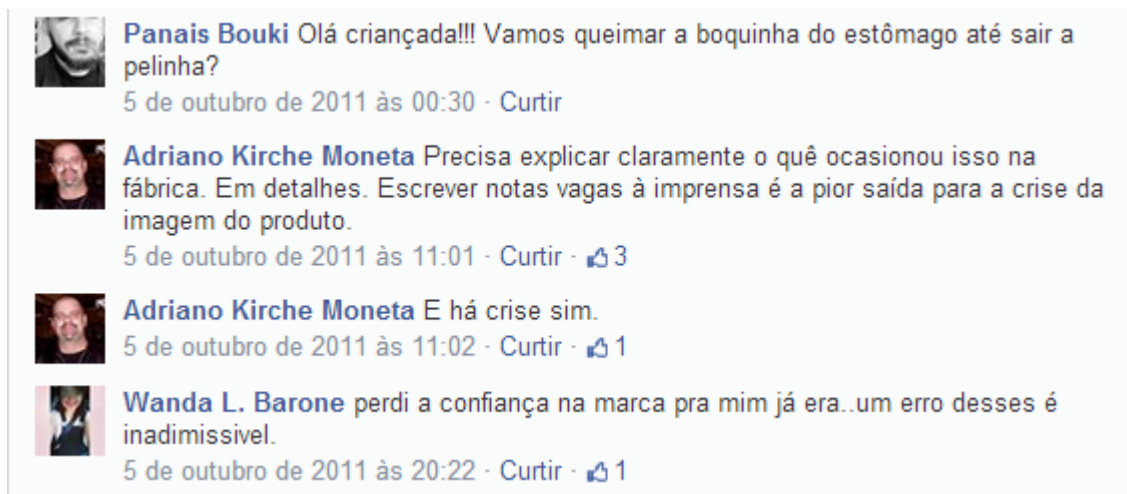 Panais Bouki Olá criançada!!! Vamos queimar a boquinha do estômago até sair a
pelinha?
5 de outubro de 2011 às 00:30 · Curtir
Adriano Kirche Moneta Precisa explicar claramente o quê ocasionou isso na
fábrica. Em detalhes. Escrever notas vagas à imprensa é a pior saída para a crise da
imagem do produto.
5 de outubro de 2011 às 11:01 · Curtir · 3
Adriano Kirche Moneta E há crise sim.
5 de outubro de 2011 às 11:02 · Curtir · 1
Wanda L. Barone perdi a confiança na marca pra mim já era..um erro desses é
inadimissivel.
5 de outubro de 2011 às 20:22 · Curtir · 1